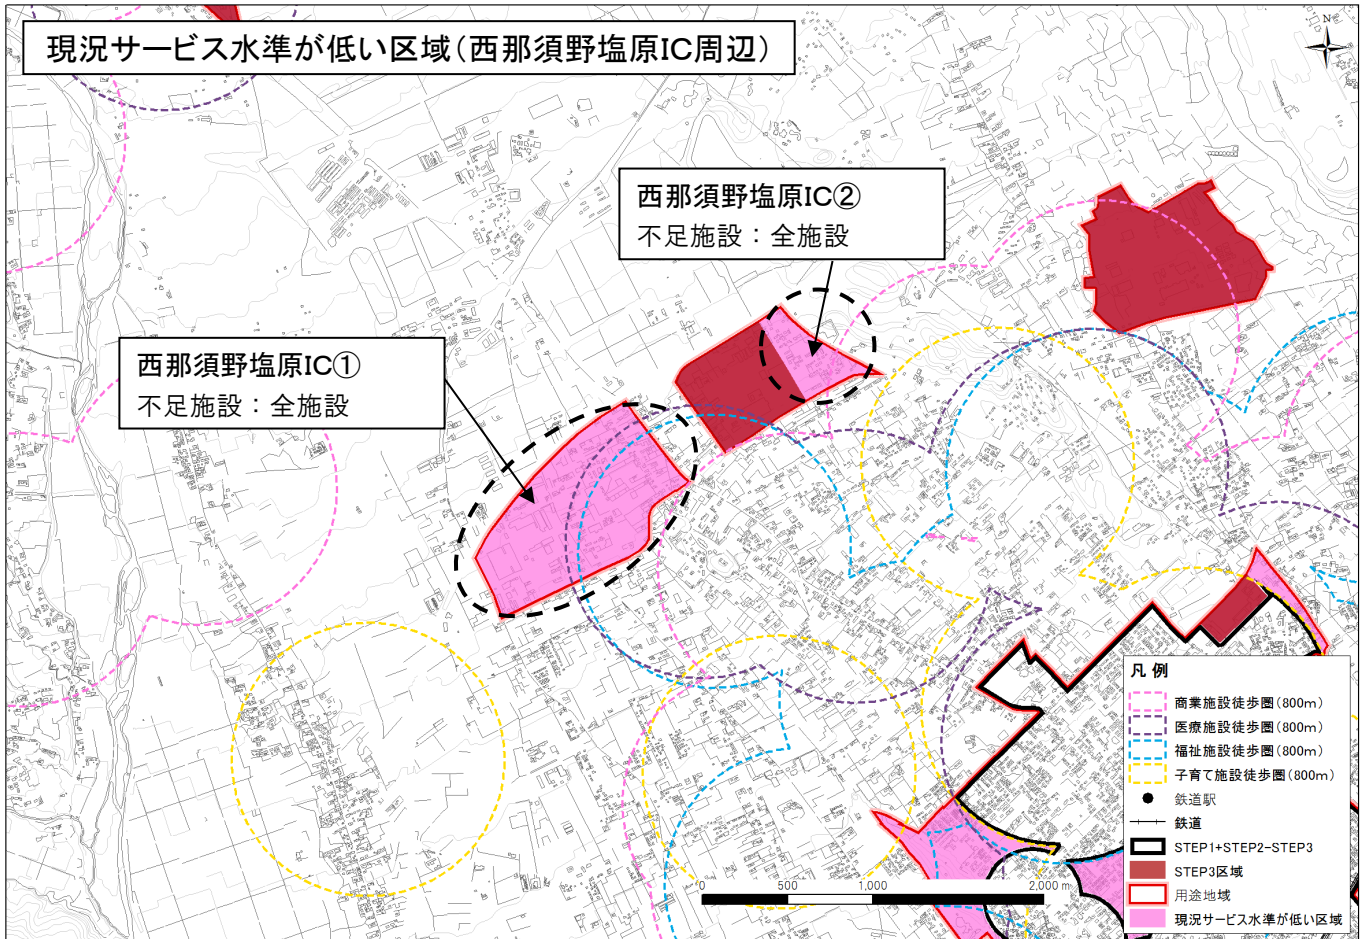 現況サービス水準が低い区域(西那須野塩原IC周辺)
N
西那須野塩原IC②
不足施設：全施設
西那須野塩原IC①
不足施設：全施設
凡例
商業施設徒歩圏(800m)
医療施設徒歩圏(800m)
福祉施設徒歩圏(800m)
子育て施設徒歩圏(800m)
鉄道駅
鉄道
STEP1+STEP2-STEP3
STEP3区域
用途地域
現況サービス水準が低い区域
0 500 1,000 2,000 m